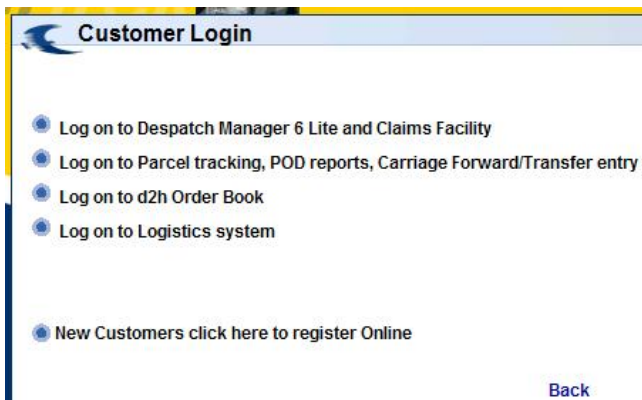 Customer Login
Log on to Despatch Manager 6 Lite and Claims Facility
Log on to Parcel tracking, POD reports, Carriage Forward/Transfer entry
Log on to d2h Order Book
Log on to Logistics system
New Customers click here to register Online
Back